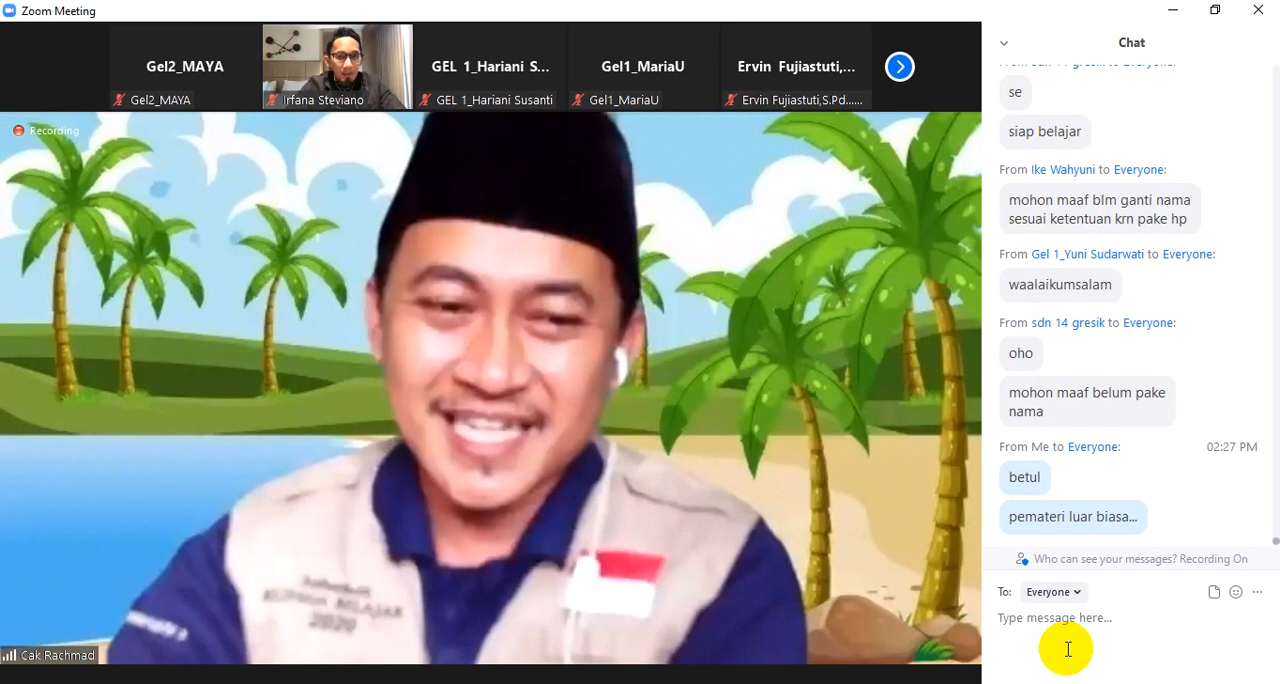 Zoom Meeting
Gel2_MAYA
GEL 1_Hariani S...
Gel1_MariaU
Ervin Fujiastuti,...
Gel2_MAYA
Irfana Steviano
GEL 1_Hariani Susanti
Gel1_MariaU
Ervin Fujiastuti,S.Pd......
Recording
BELAJAR
2020
Cak Rachmad
Chat
se
siap belajar
From Ike Wahyuni to Everyone:
mohon maaf blm ganti nama
sesuai ketentuan krn pake hp
From Gel 1_Yuni Sudarwati to Everyone:
waalaikumsalam
From sdn 14 gresik to Everyone:
oho
mohon maaf belum pake
nama
From Me to Everyone: 02:27 PM
betul
pemateri luar biasa...
Who can see your messages? Recording On
To: Everyone
Type message here...